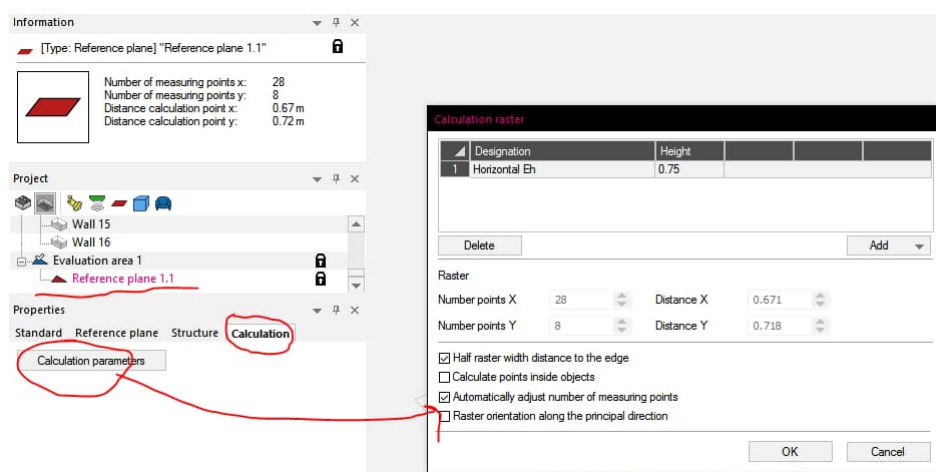 Information
[Type: Reference plane] "Reference plane 1.1"
Number of measuring points x: 28
Number of measuring points y: 8
Distance calculation point x: 0.67 m
Distance calculation point y: 0.72 m
Project
Wall 15
Wall 16
Evaluation area 1
Reference plane 1.1
Properties
Standard Reference plane Structure Calculation
Calculation parameters
Calculation raster
Designation Height
1 Horizontal Eh 0.75
Delete Add
Raster
Number points X 28 Distance X 0.671
Number points Y 8 Distance Y 0.718
Half raster width distance to the edge
Calculate points inside objects
Automatically adjust number of measuring points
Raster orientation along the principal direction
OK Cancel